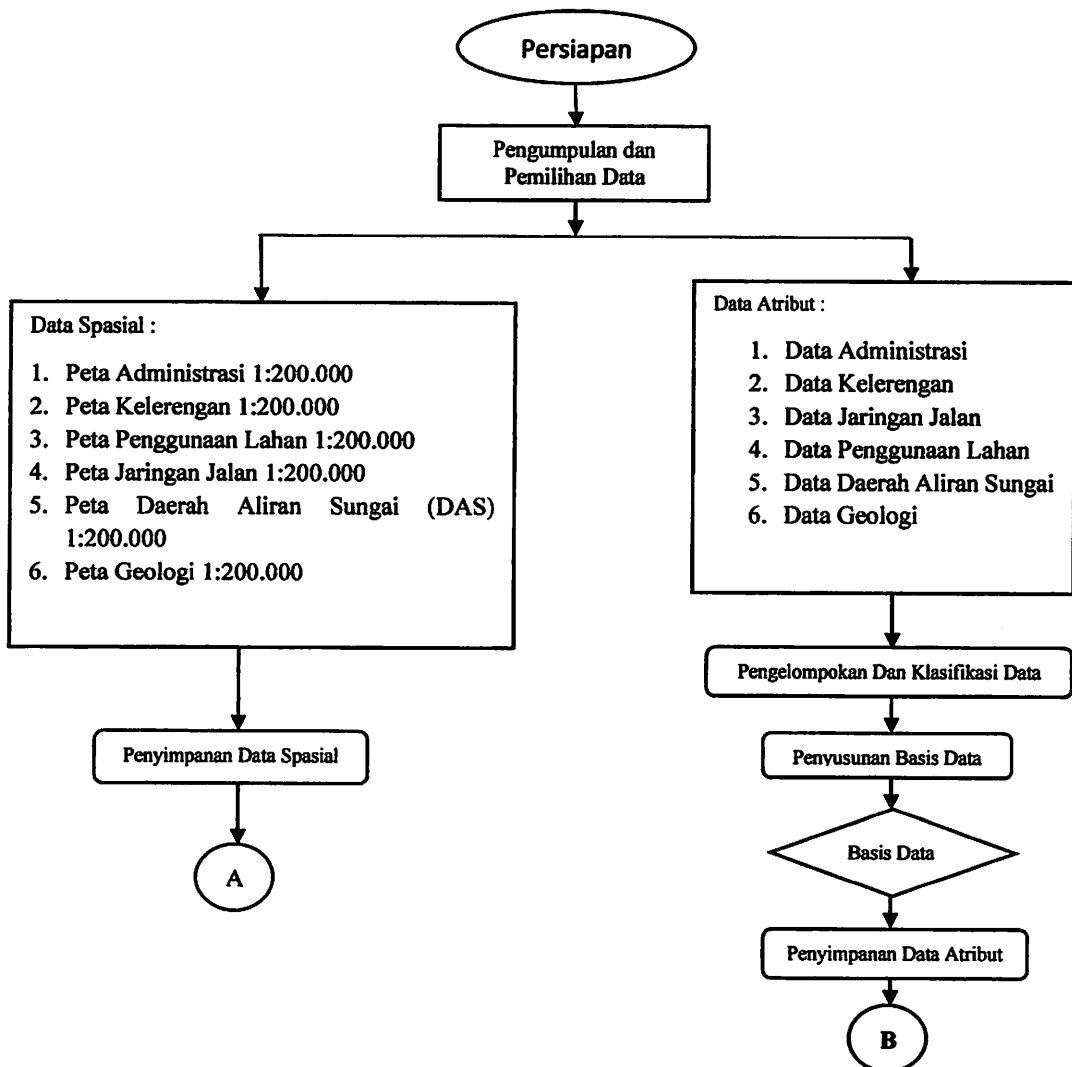 Persiapan
Pengumpulan dan
Pemilihan Data
Data Spasial :
1. Peta Administrasi 1:200.000
2. Peta Kelerengan 1:200.000
3. Peta Penggunaan Lahan 1:200.000
4. Peta Jaringan Jalan 1:200.000
5. Peta Daerah Aliran Sungai (DAS)
1:200.000
6. Peta Geologi 1:200.000
Penyimpanan Data Spasial
A
Data Atribut :
1. Data Administrasi
2. Data Kelerengan
3. Data Jaringan Jalan
4. Data Penggunaan Lahan
5. Data Daerah Aliran Sungai
6. Data Geologi
Pengelompokan Dan Klasifikasi Data
Penyusunan Basis Data
Basis Data
Penyimpanan Data Atribut
B